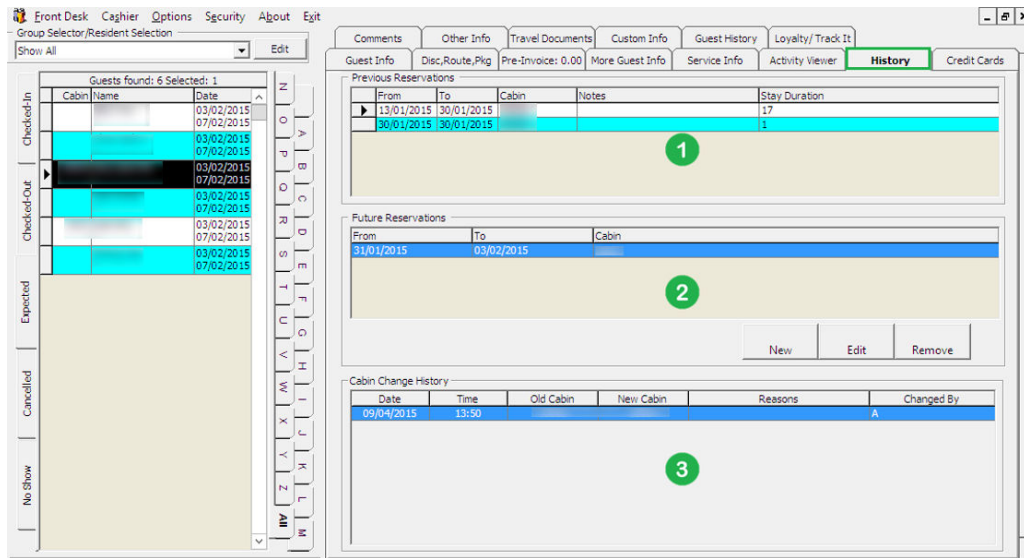 Front Desk Cashier Options Security About Exit
Group Selector/Resident Selection
Show All
Edit
Guests found: 6 Selected: 1
Cabin Name Date
03/02/2015
07/02/2015
03/02/2015
07/02/2015
03/02/2015
07/02/2015
03/02/2015
07/02/2015
03/02/2015
07/02/2015
03/02/2015
07/02/2015
Checked-In
Checked-Out
Expected
Cancelled
No Show
N
O
P
Q
R
S
T
U
V
W
X
Y
Z
All
A
B
C
D
E
F
G
H
I
J
K
L
M
Comments Other Info Travel Documents Custom Info Guest History Loyalty/ Track It
Guest Info Disc,Route,Pkg Pre-Invoice: 0.00 More Guest Info Service Info Activity Viewer History Credit Cards
Previous Reservations
From To Cabin Notes Stay Duration
13/01/2015 30/01/2015 17
30/01/2015 30/01/2015 1
1
Future Reservations
From To Cabin
31/01/2015 03/02/2015
2
New Edit Remove
Cabin Change History
Date Time Old Cabin New Cabin Reasons Changed By
09/04/2015 13:50 A
3